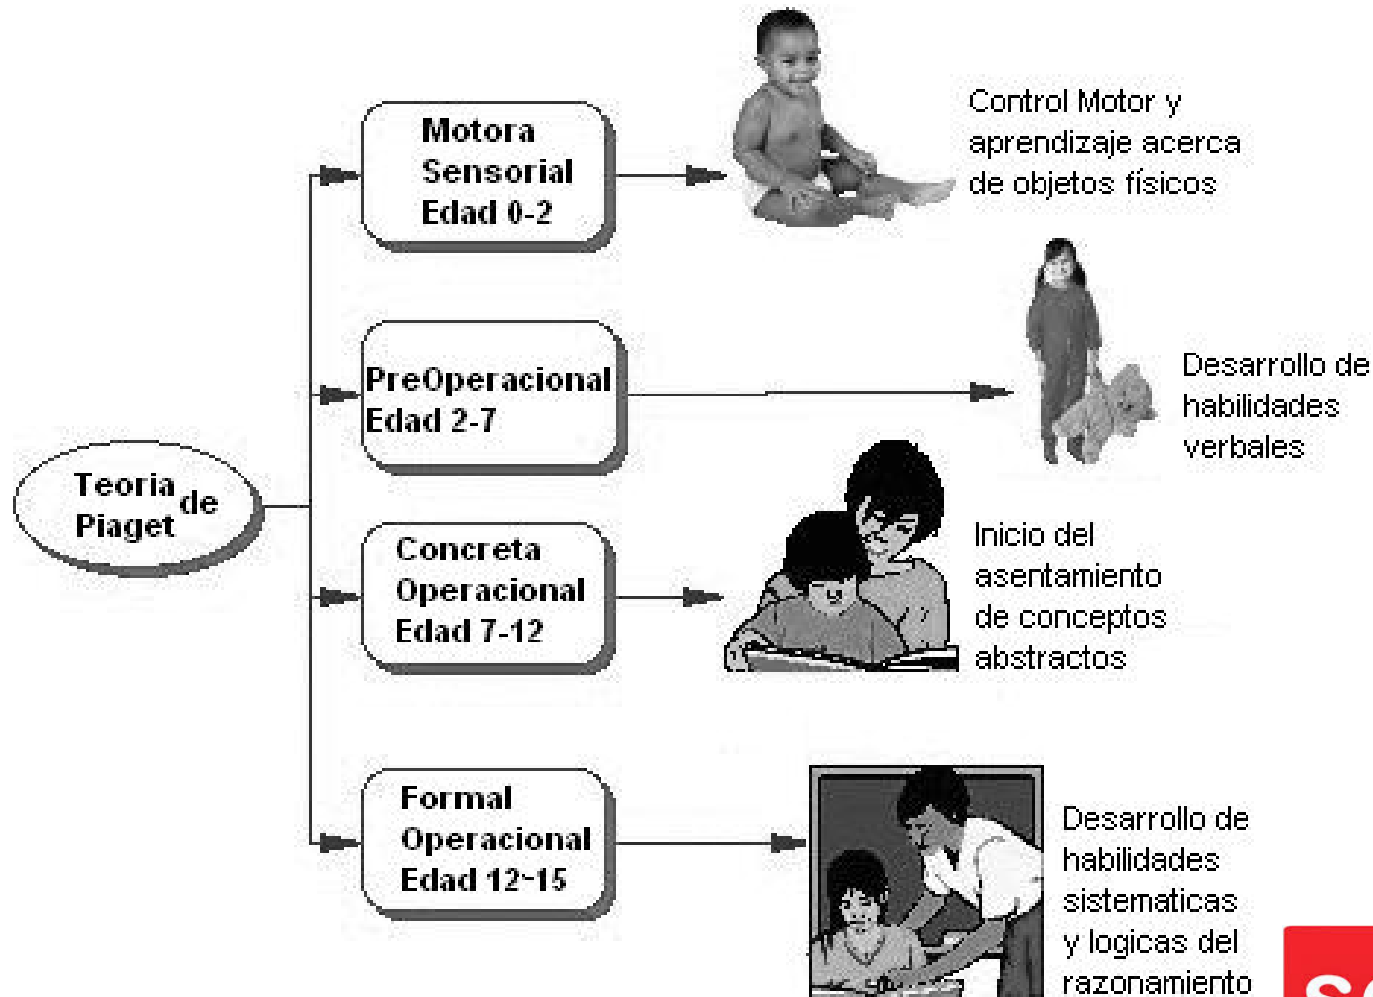 Motora
Sensorial
Edad 0-2
Control Motor y
aprendizaje acerca
de objetos físicos
PreOperacional
Edad 2-7
Desarrollo de
habilidades
verbales
Teoria de
Piaget
Concreta
Operacional
Edad 7-12
Inicio del
asentamiento
de conceptos
abstractos
Formal
Operacional
Edad 12-15
Desarrollo de
habilidades
sistematicas
y logicas del
razonamiento